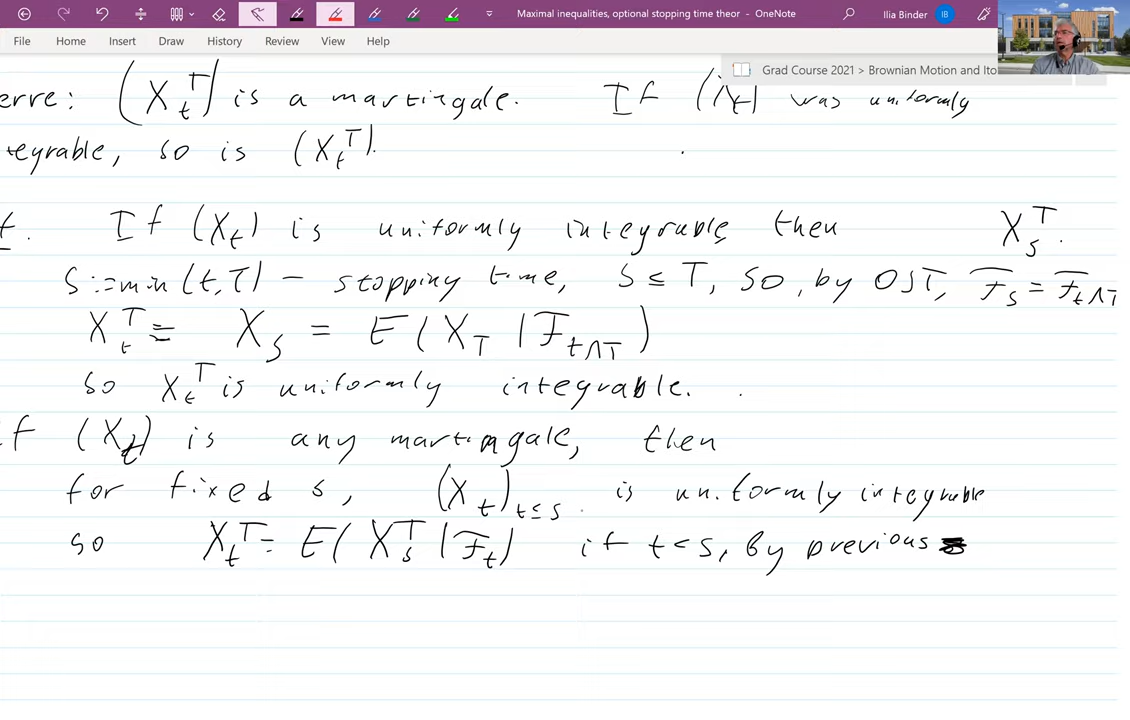 Maximal inequalities, optional stopping time theor - OneNote
Ilia Binder IB
File Home Insert Draw History Review View Help
Grad Course 2021 > Brownian Motion and Ito
erre: (X_t^T) is a martingale. If (X_t) was uniformly
tegrable, so is (X_t^T).
f. If (X_t) is uniformly integrable then X_s^T.
S:=min(t,T) - stopping time, S ≤ T, so, by OST, F_S = F_{t∧T}
X_t^T = X_S = E(X_T | F_{t∧T})
so X_t^T is uniformly integrable.
If (X_t) is any martingale, then
for fixed s, (X_t)_{t≤s} is uniformly integrable
so X_t^T = E(X_s^T | F_t) if t<s, by previous